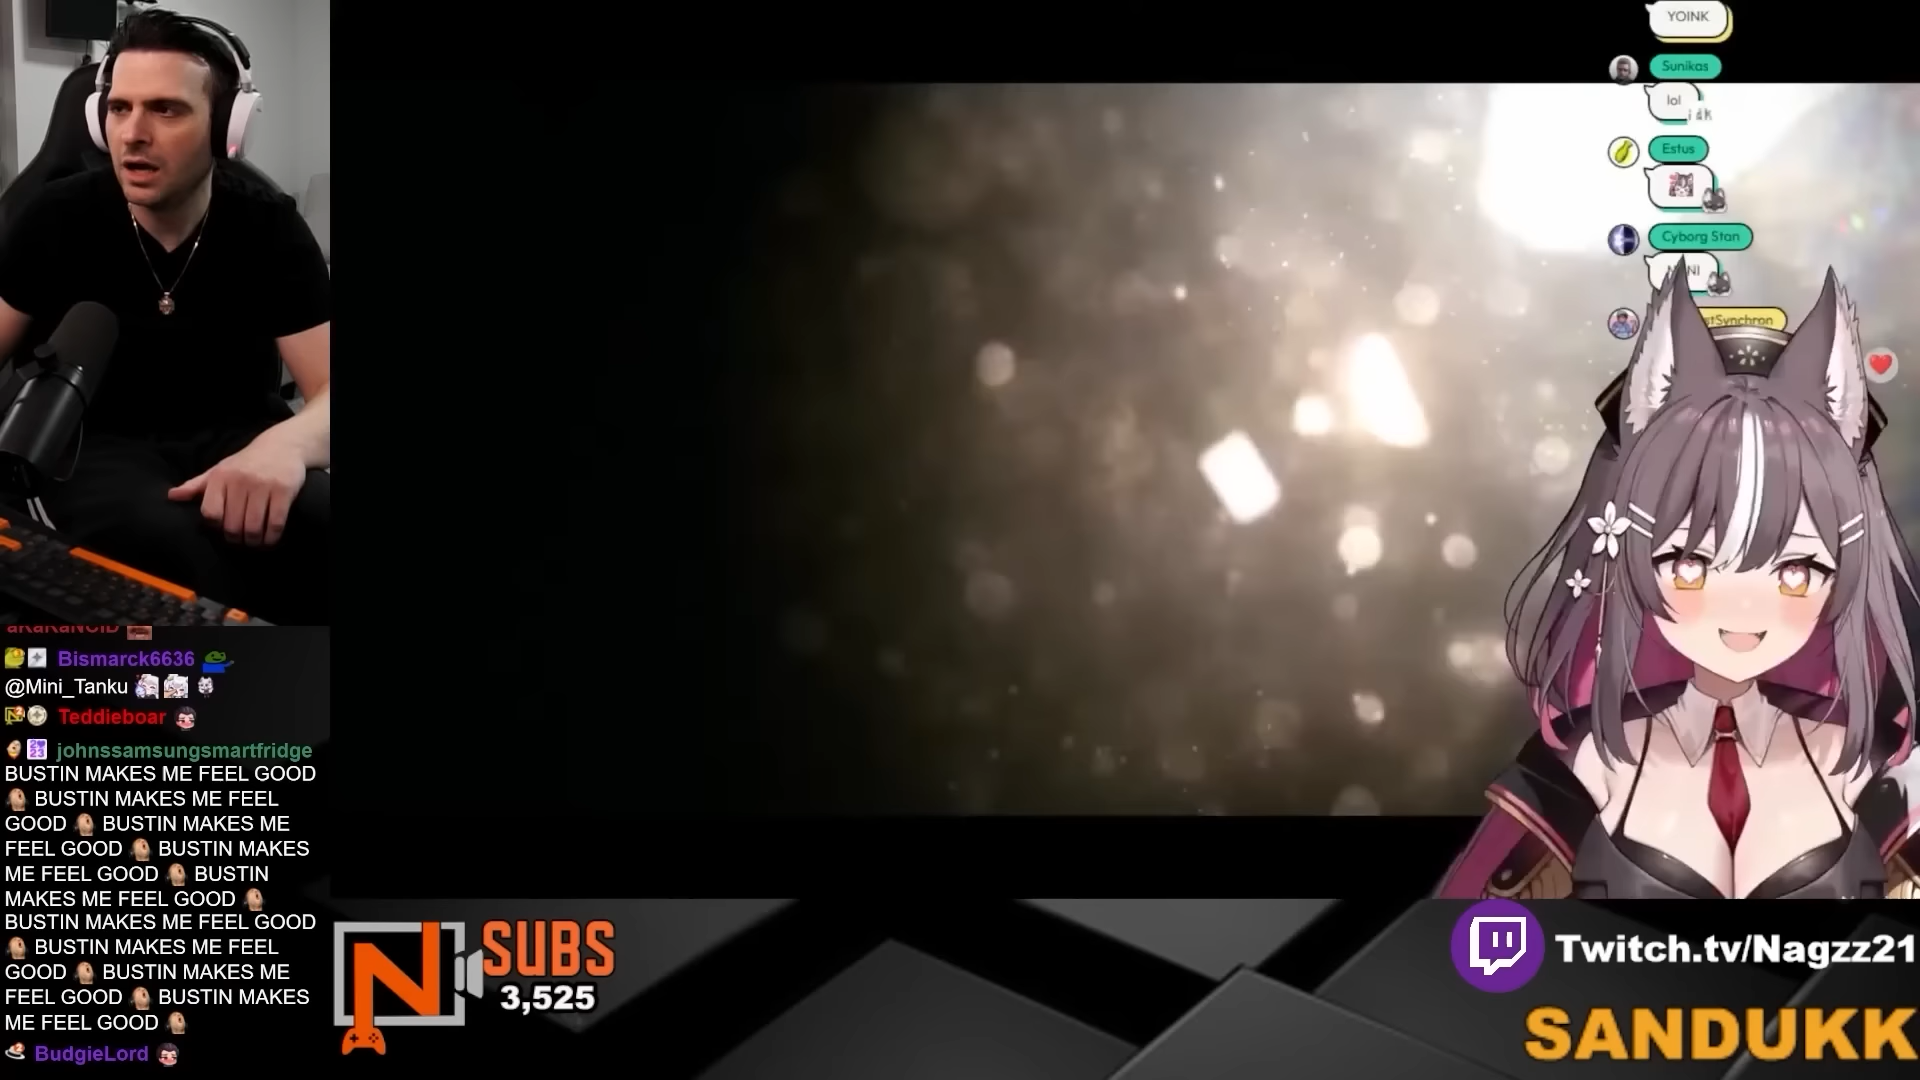 YOINK
Sunikas
lol
idk
Estus
Cyborg Stan
stSynchron
Bismarck6636
@Mini_Tanku
Teddieboar
johnssamsungsmartfridge
BUSTIN MAKES ME FEEL GOOD
BUSTIN MAKES ME FEEL
GOOD BUSTIN MAKES ME
FEEL GOOD BUSTIN MAKES
ME FEEL GOOD BUSTIN
MAKES ME FEEL GOOD
BUSTIN MAKES ME FEEL GOOD
BUSTIN MAKES ME FEEL
GOOD BUSTIN MAKES ME
FEEL GOOD BUSTIN MAKES
ME FEEL GOOD
BudgieLord
N
SUBS
3,525
Twitch.tv/Nagzz21
SANDUKK